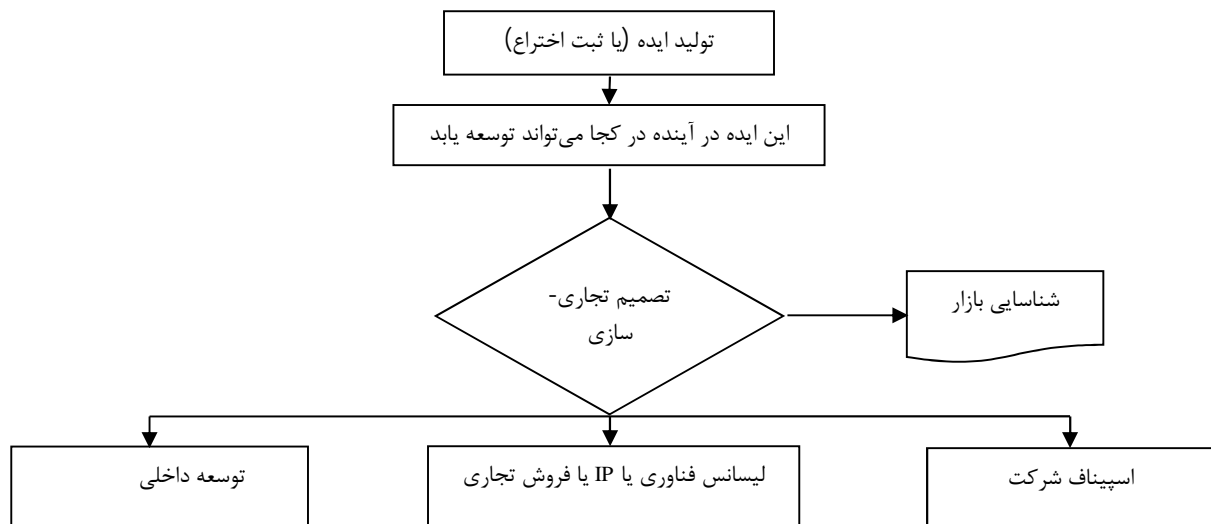 تولید ایده (یا ثبت اختراع)
این ایده در آینده در کجا می‌تواند توسعه یابد
تصمیم تجاری-
سازی
شناسایی بازار
اسپیناف شرکت
لیسانس فناوری یا IP یا فروش تجاری
توسعه داخلی